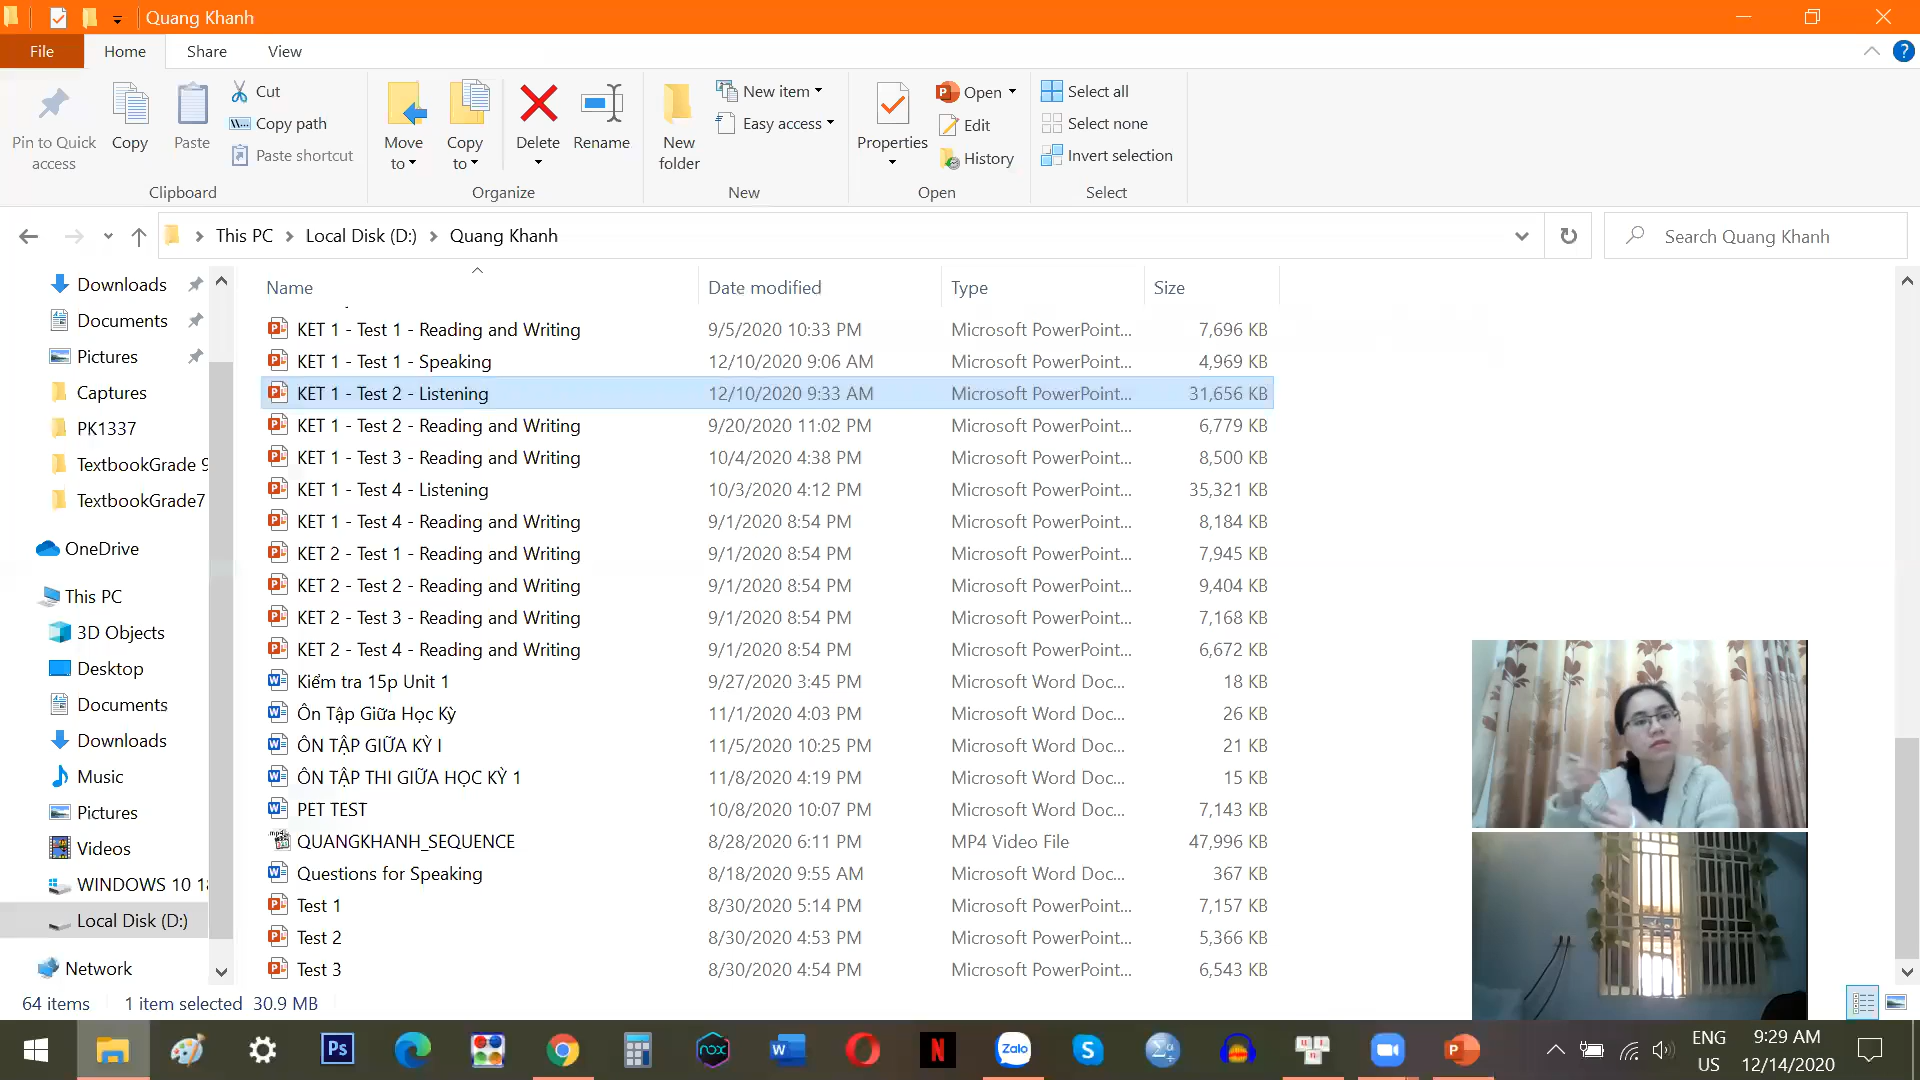 Quang Khanh
File Home Share View
Pin to Quick access
Copy
Paste
Cut
Copy path
Paste shortcut
Clipboard
Move to
Copy to
Delete
Rename
Organize
New folder
New item
Easy access
New
Properties
Open
Edit
History
Open
Select all
Select none
Invert selection
Select
This PC Local Disk (D:) Quang Khanh
Search Quang Khanh
Downloads
Documents
Pictures
Captures
PK1337
TextbookGrade 9
TextbookGrade7
OneDrive
This PC
3D Objects
Desktop
Documents
Downloads
Music
Pictures
Videos
WINDOWS 10 18
Local Disk (D:)
Network
Name Date modified Type Size
KET 1 - Test 1 - Reading and Writing 9/5/2020 10:33 PM Microsoft PowerPoint... 7,696 KB
KET 1 - Test 1 - Speaking 12/10/2020 9:06 AM Microsoft PowerPoint... 4,969 KB
KET 1 - Test 2 - Listening 12/10/2020 9:33 AM Microsoft PowerPoint... 31,656 KB
KET 1 - Test 2 - Reading and Writing 9/20/2020 11:02 PM Microsoft PowerPoint... 6,779 KB
KET 1 - Test 3 - Reading and Writing 10/4/2020 4:38 PM Microsoft PowerPoint... 8,500 KB
KET 1 - Test 4 - Listening 10/3/2020 4:12 PM Microsoft PowerPoint... 35,321 KB
KET 1 - Test 4 - Reading and Writing 9/1/2020 8:54 PM Microsoft PowerPoint... 8,184 KB
KET 2 - Test 1 - Reading and Writing 9/1/2020 8:54 PM Microsoft PowerPoint... 7,945 KB
KET 2 - Test 2 - Reading and Writing 9/1/2020 8:54 PM Microsoft PowerPoint... 9,404 KB
KET 2 - Test 3 - Reading and Writing 9/1/2020 8:54 PM Microsoft PowerPoint... 7,168 KB
KET 2 - Test 4 - Reading and Writing 9/1/2020 8:54 PM Microsoft PowerPoint... 6,672 KB
Kiểm tra 15p Unit 1 9/27/2020 3:45 PM Microsoft Word Doc... 18 KB
Ôn Tập Giữa Học Kỳ 11/1/2020 4:03 PM Microsoft Word Doc... 26 KB
ÔN TẬP GIỮA KỲ I 11/5/2020 10:25 PM Microsoft Word Doc... 21 KB
ÔN TẬP THI GIỮA HỌC KỲ 1 11/8/2020 4:19 PM Microsoft Word Doc... 15 KB
PET TEST 10/8/2020 10:07 PM Microsoft Word Doc... 7,143 KB
QUANGKHANH_SEQUENCE 8/28/2020 6:11 PM MP4 Video File 47,996 KB
Questions for Speaking 8/18/2020 9:55 AM Microsoft Word Doc... 367 KB
Test 1 8/30/2020 5:14 PM Microsoft PowerPoint... 7,157 KB
Test 2 8/30/2020 4:53 PM Microsoft PowerPoint... 5,366 KB
Test 3 8/30/2020 4:54 PM Microsoft PowerPoint... 6,543 KB
64 items 1 item selected 30.9 MB
Ps
nox
Zalo
ENG
US
9:29 AM
12/14/2020